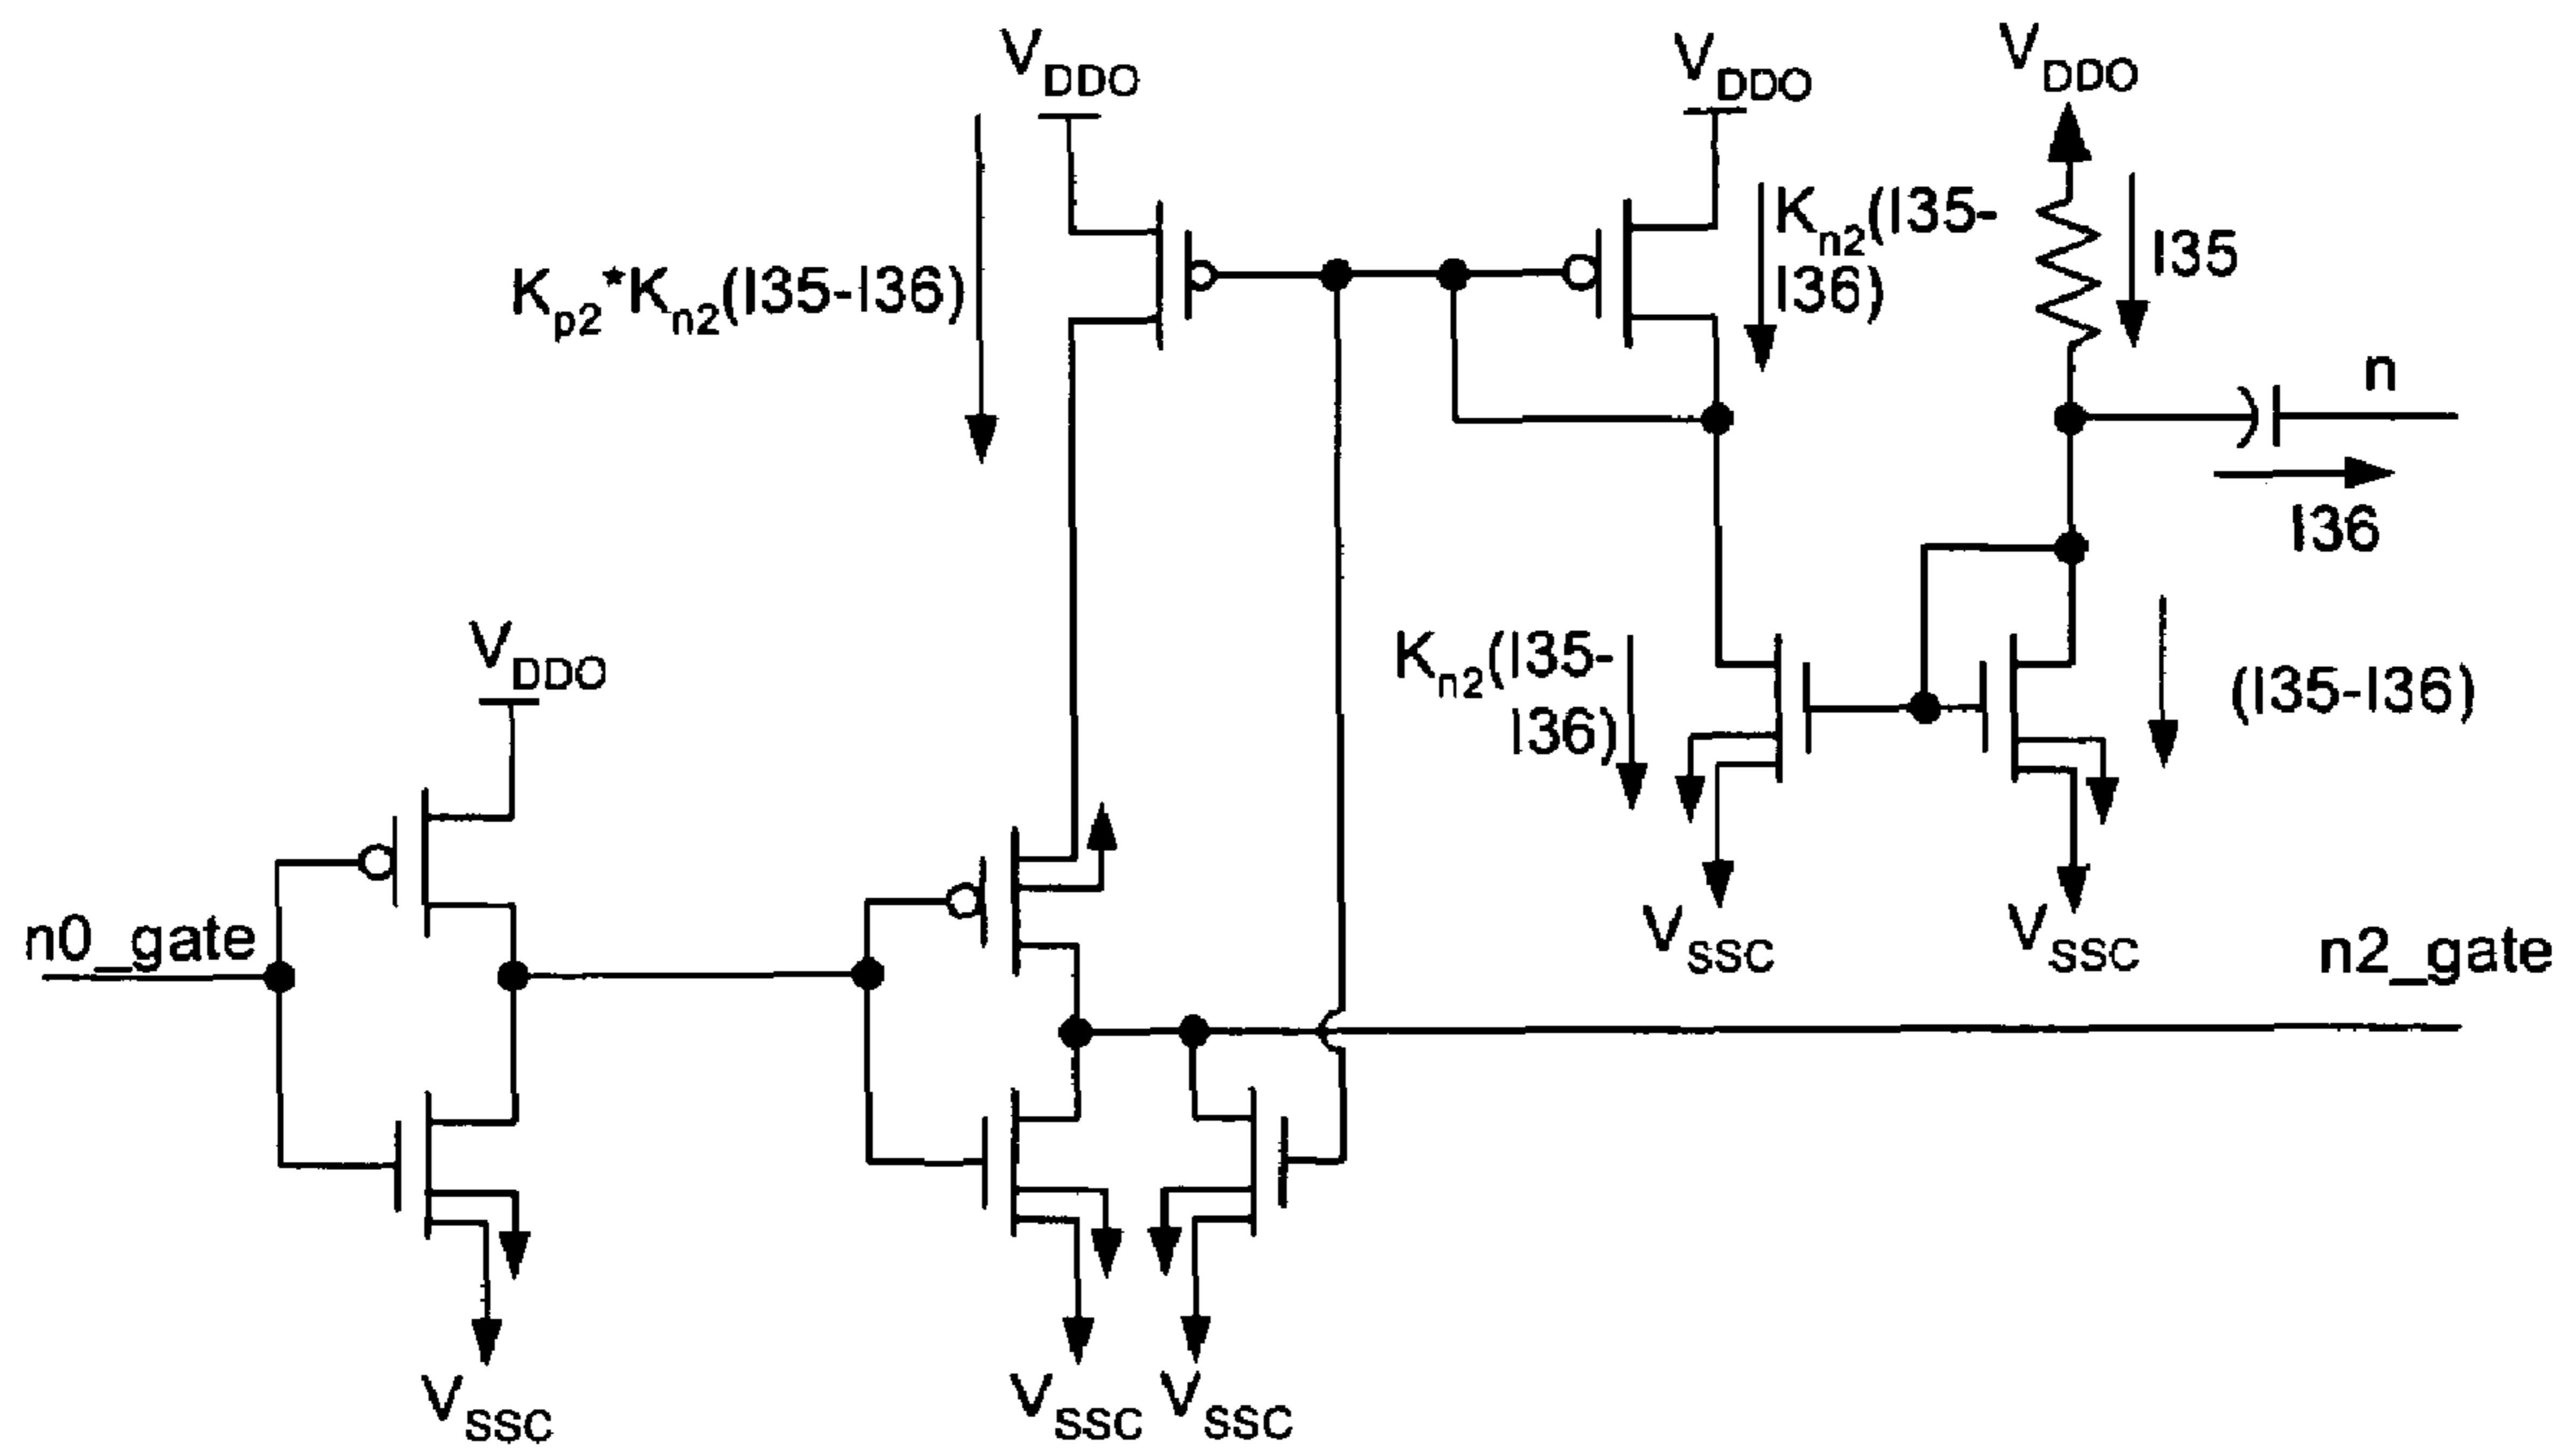 VDDO
VDDO
VDDO
Kp2*Kn2(I35-I36)
Kn2(I35-
I36)
I35
n
I36
VDDO
Kn2(I35-
I36)
(I35-I36)
n0_gate
VSSC
VSSC
n2_gate
VSSC
VSSC
VSSC